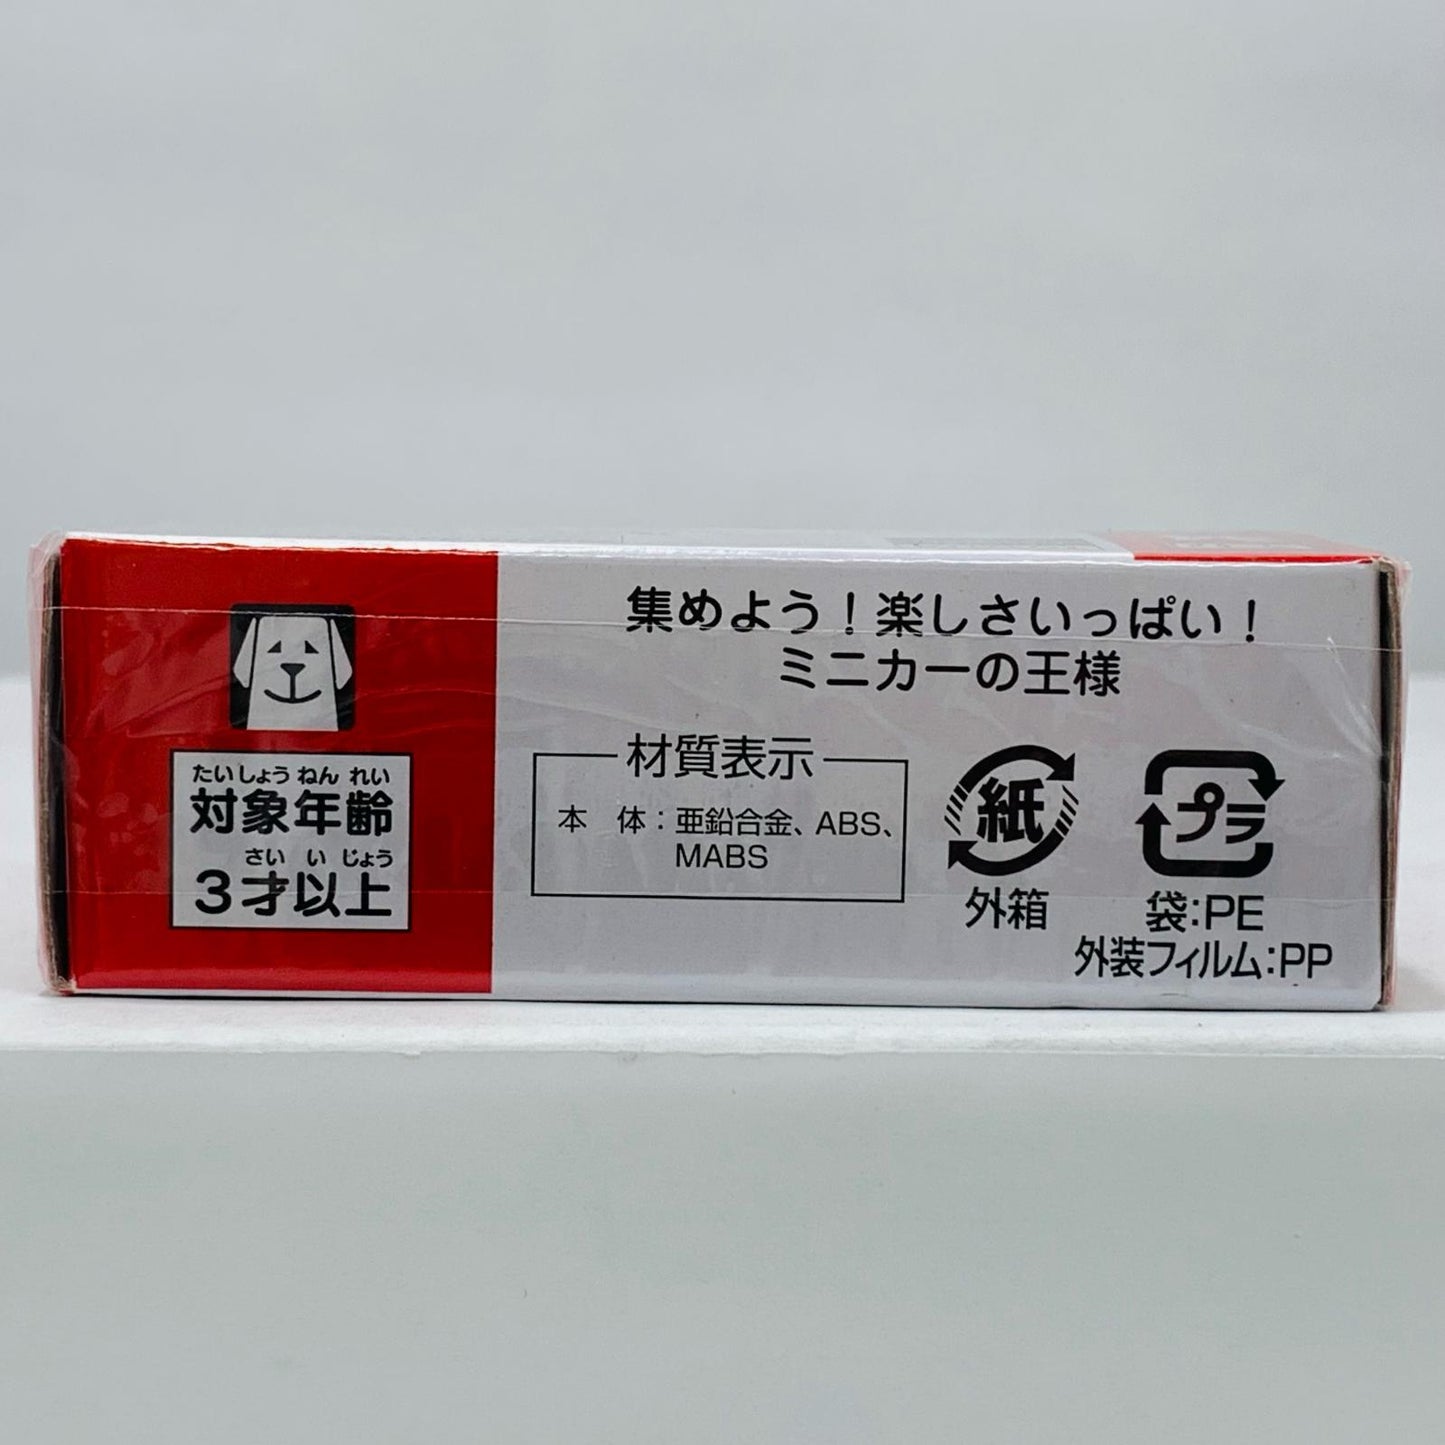 集めよう！楽しさいっぱい！
ミニカーの王様
たいしょうねんれい
対象年齢
さいいじょう
3才以上
材質表示
本　体：亜鉛合金、ABS、
MABS
紙
外箱
プラ
袋：PE
外装フィルム：PP